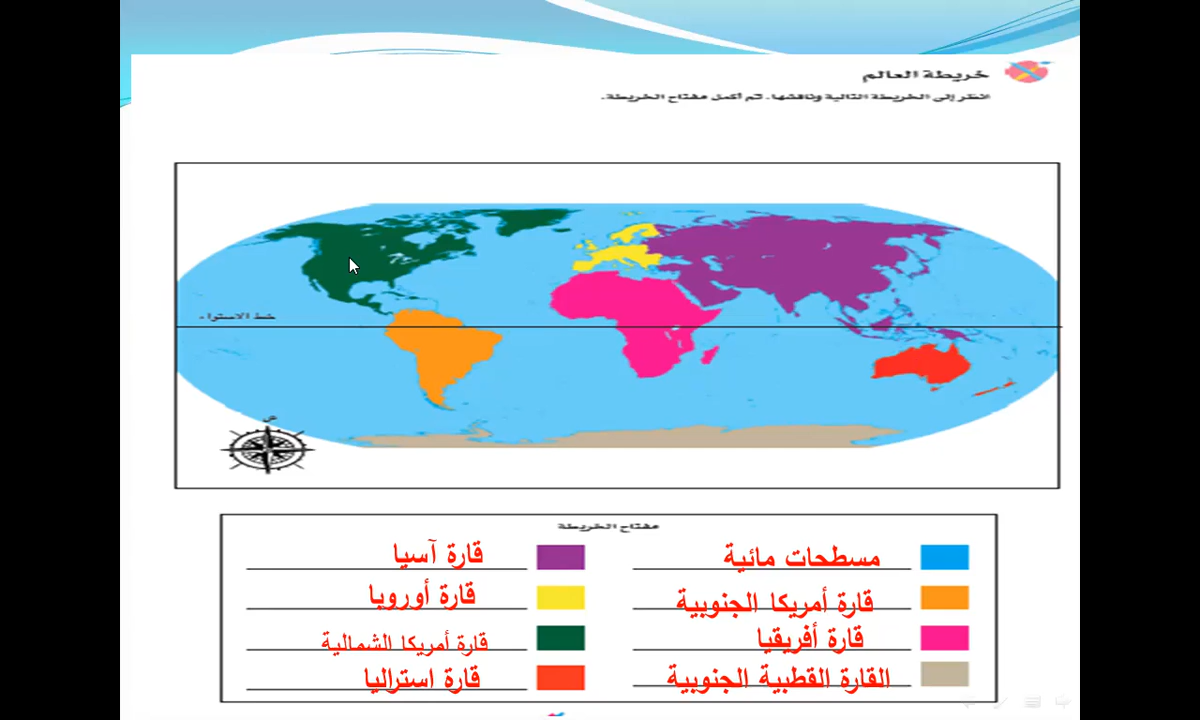 خريطة العالم
انظر إلى الخريطة التالية وناقشها، ثم أكمل مفتاح الخريطة.
خط الاستواء
ش
مفتاح الخريطة
مسطحات مائية
قارة آسيا
قارة أمريكا الجنوبية
قارة أوروبا
قارة أفريقيا
قارة أمريكا الشمالية
القارة القطبية الجنوبية
قارة استراليا